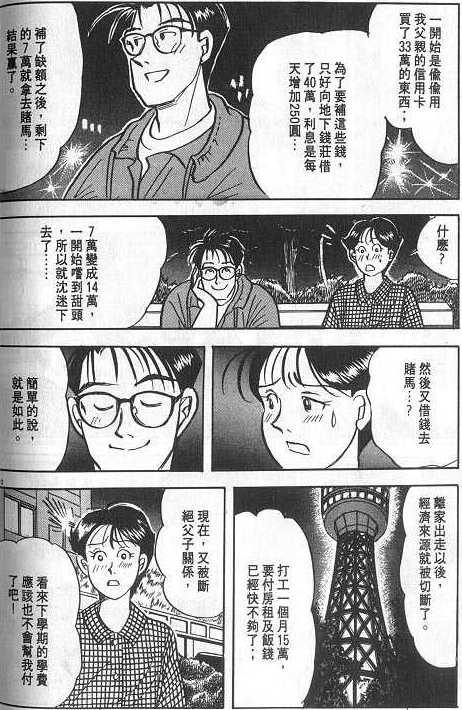 一開始是偷偷用
我父親的信用卡
買了33萬的東西；
為了要補這些錢，
只好向地下錢莊借
了40萬，利息是每
天增加250圓…
補了缺額之後，剩下
的7萬就拿去賭馬…
結果贏了。
什麼？
7萬變成14萬，
一開始嚐到甜頭
，所以就沈迷下
去了……
然後又借錢去
賭馬…？
簡單的說，
就是如此。
離家出走以後，
經濟來源就被切斷了。
打工一個月15萬，
要付房租及飯錢
已經快不夠了；
現在，又被斷
絕父子關係，
看來下學期的學費
應該也不會幫我付
了吧！